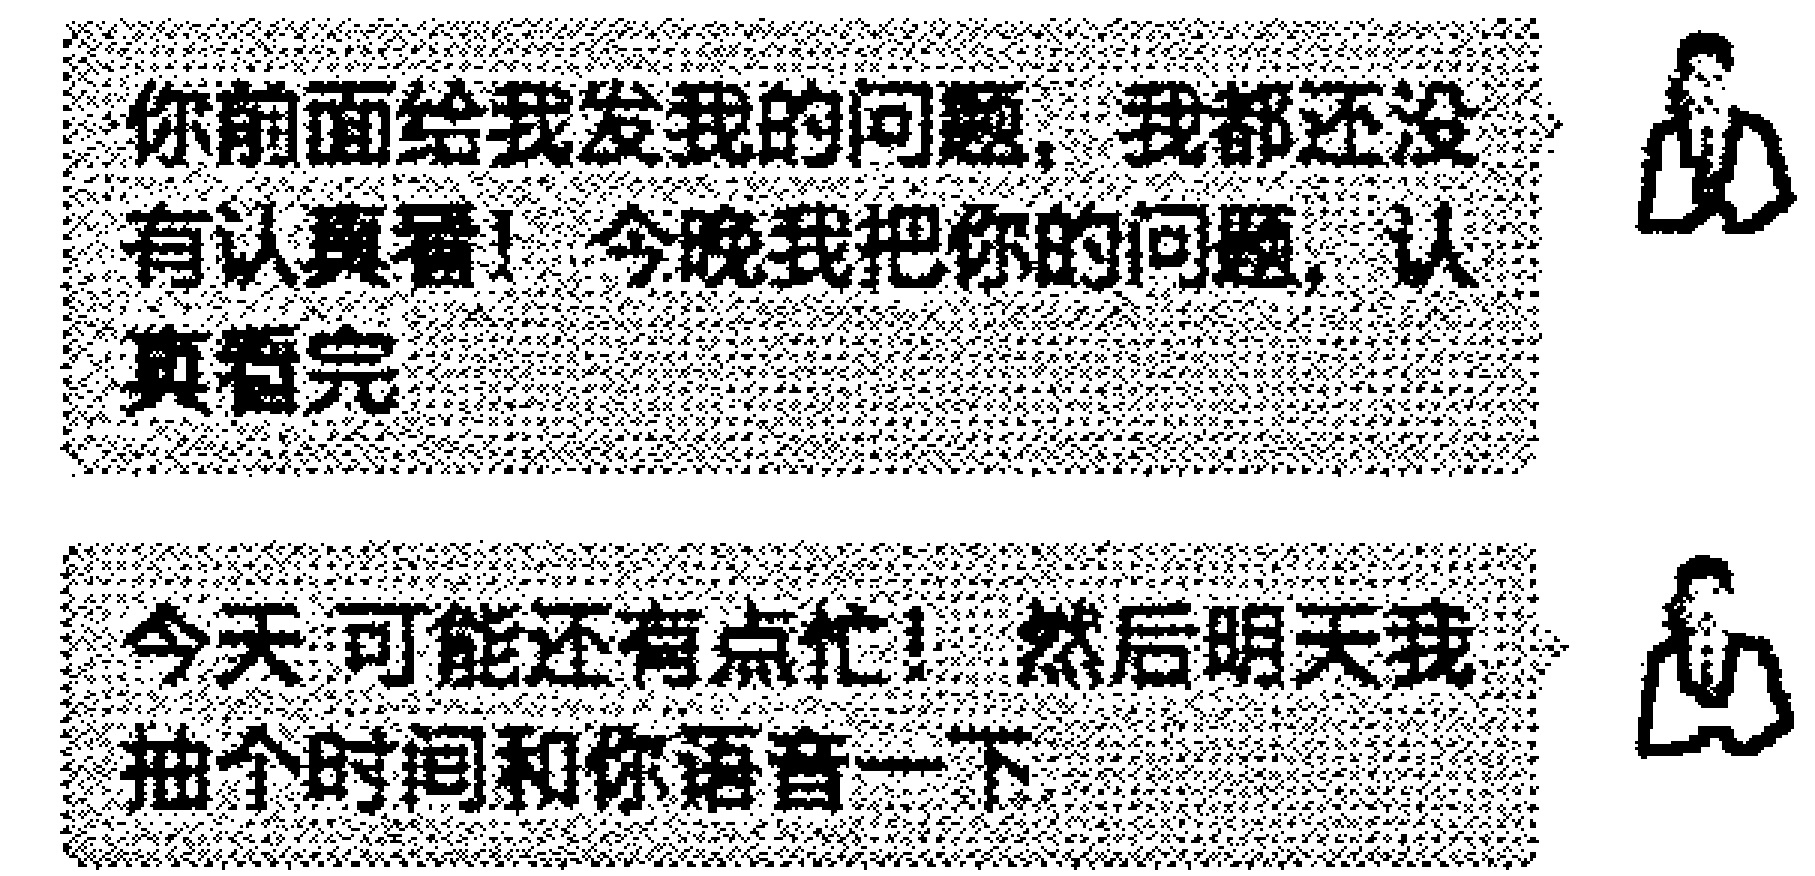 你前面给我发我的问题，我都还没
有认真看！今晚我把你的问题，认
真看完
今天 可能还有点忙！然后明天我
抽个时间和你语音一下